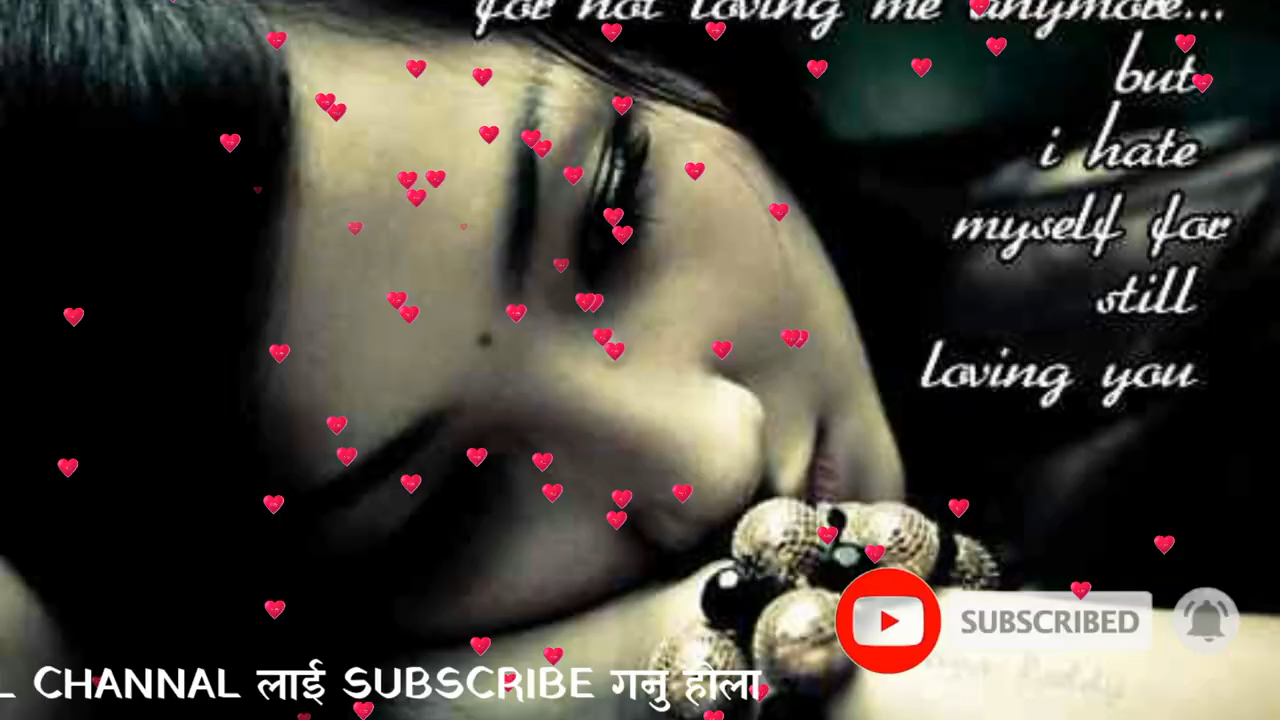 for not loving me anymore...
but
i hate
myself for
still
loving you
SUBSCRIBED
L CHANNAL लाई SUBSCRIBE गर्नु होला